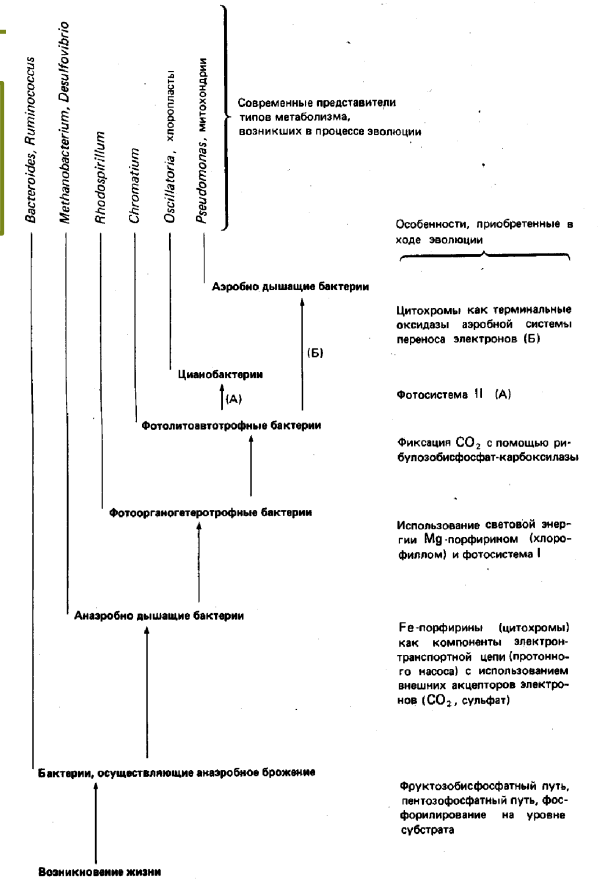 Bacteroides, Ruminococcus
Methanobacterium, Desulfovibrio
Rhodospirillum
Chromatium
Oscillatoria, хлоропласты
Pseudomonas, митохондрии
Современные представители
типов метаболизма,
возникших в процессе эволюции
Особенности, приобретенные в
ходе эволюции
Аэробно дышащие бактерии
Цитохромы как терминальные
оксидазы аэробной системы
переноса электронов (Б)
(Б)
Цианобактерии
(А)
Фотосистема II (А)
Фотолитоавтотрофные бактерии
Фиксация CO2 с помощью ри-
булозобисфосфат-карбоксилазы
Фотоорганогетеротрофные бактерии
Использование световой энер-
гии Mg-порфирином (хлоро-
филлом) и фотосистема I
Анаэробно дышащие бактерии
Fe-порфирины (цитохромы)
как компоненты электрон-
транспортной цепи (протонно-
го насоса) с использованием
внешних акцепторов электро-
нов (CO2, сульфат)
Бактерии, осуществляющие анаэробное брожение
Фруктозобисфосфатный путь,
пентозофосфатный путь, фос-
форилирование на уровне
субстрата
Возникновение жизни